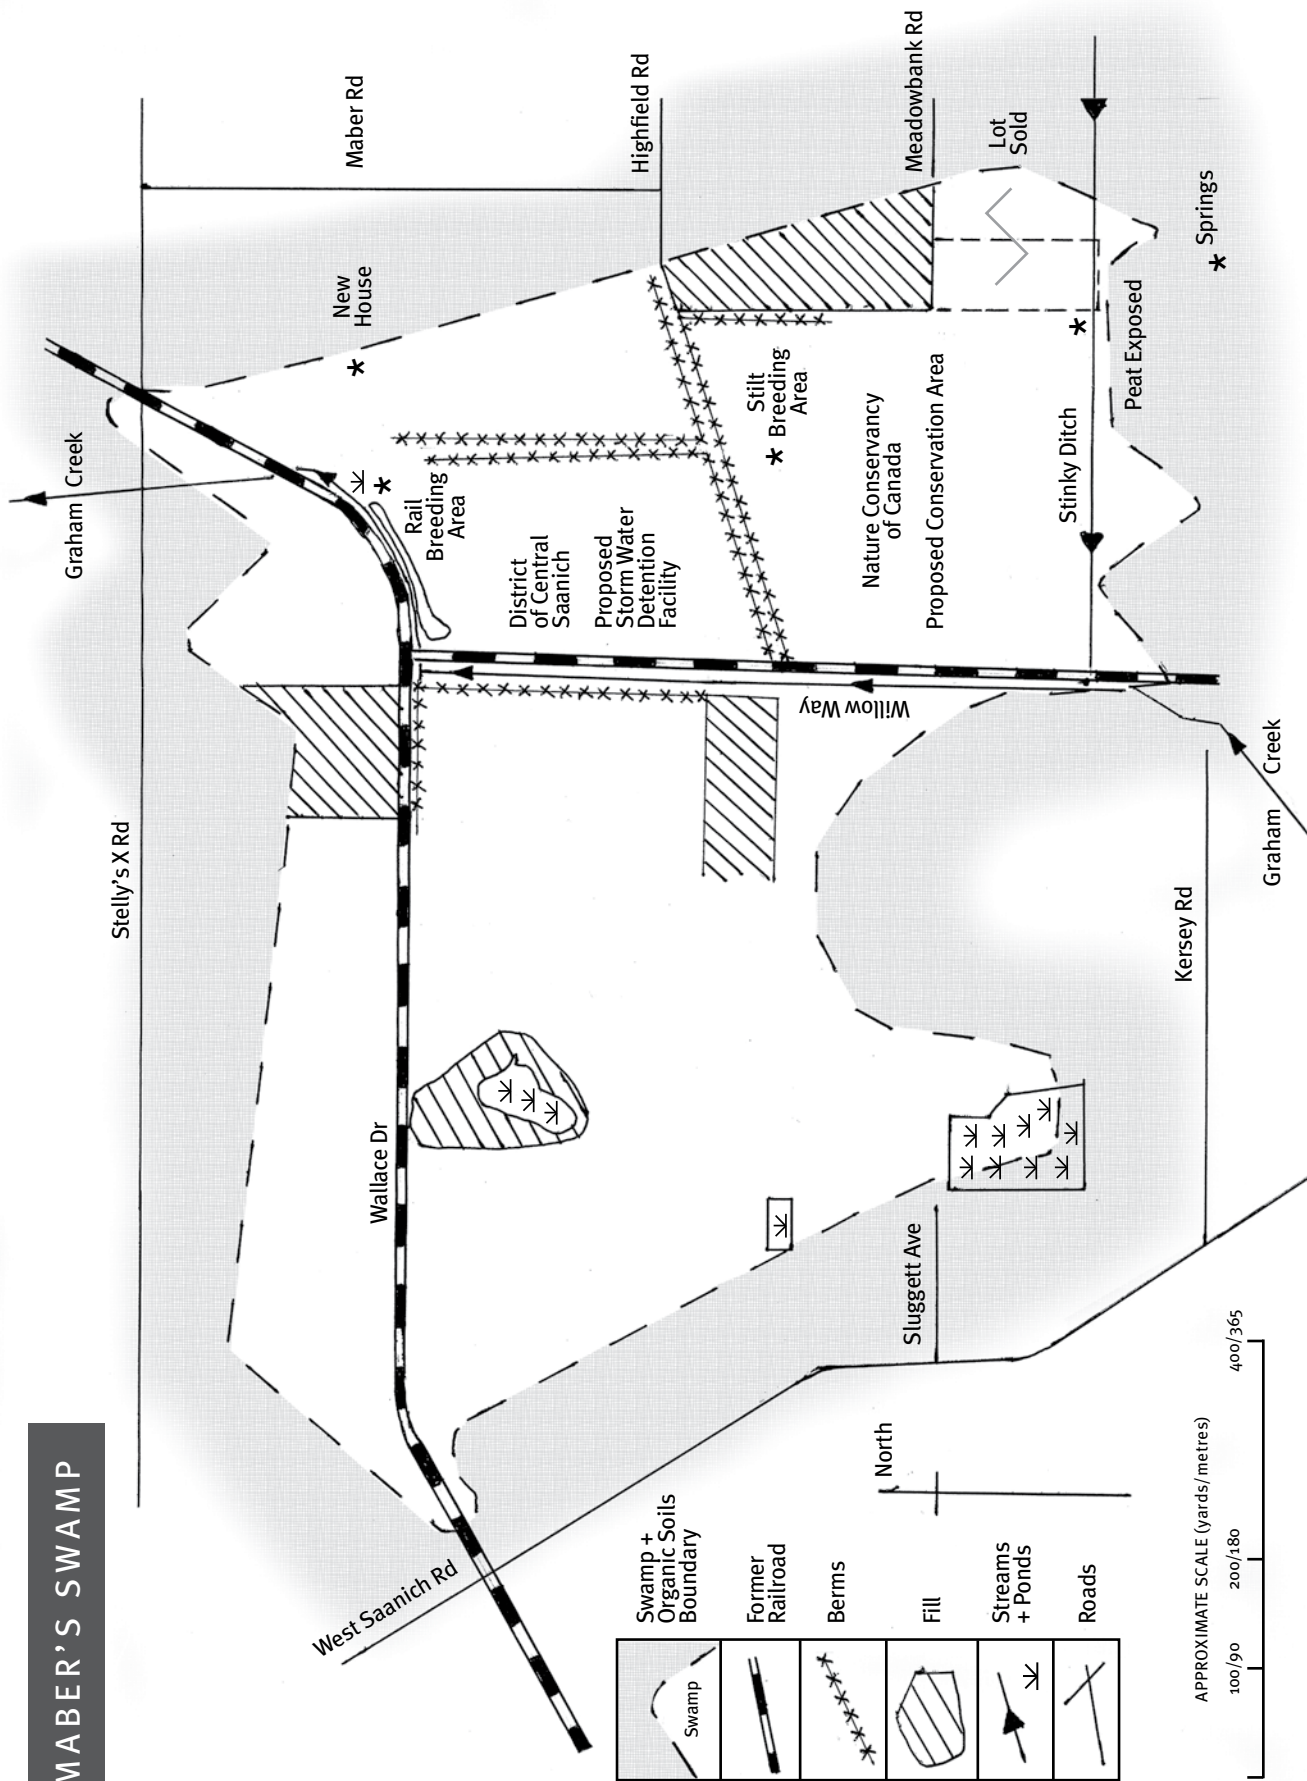 MABER'S SWAMP
Stelly's X Rd
Graham Creek
Maber Rd
Highfield Rd
Meadowbank Rd
Lot
Sold
Springs
New
House
Rail
Breeding
Area
District
of Central
Saanich
Proposed
Storm Water
Detention
Facility
Stilt
Breeding
Area
Nature Conservancy
of Canada
Proposed Conservation Area
Stinky Ditch
Peat Exposed
Willow Way
Wallace Dr
West Saanich Rd
Sluggett Ave
Kersey Rd
Graham Creek
North
Swamp
Swamp +
Organic Soils
Boundary
Former
Railroad
Berms
Fill
Streams
+ Ponds
Roads
APPROXIMATE SCALE (yards/metres)
100/90 200/180 400/365